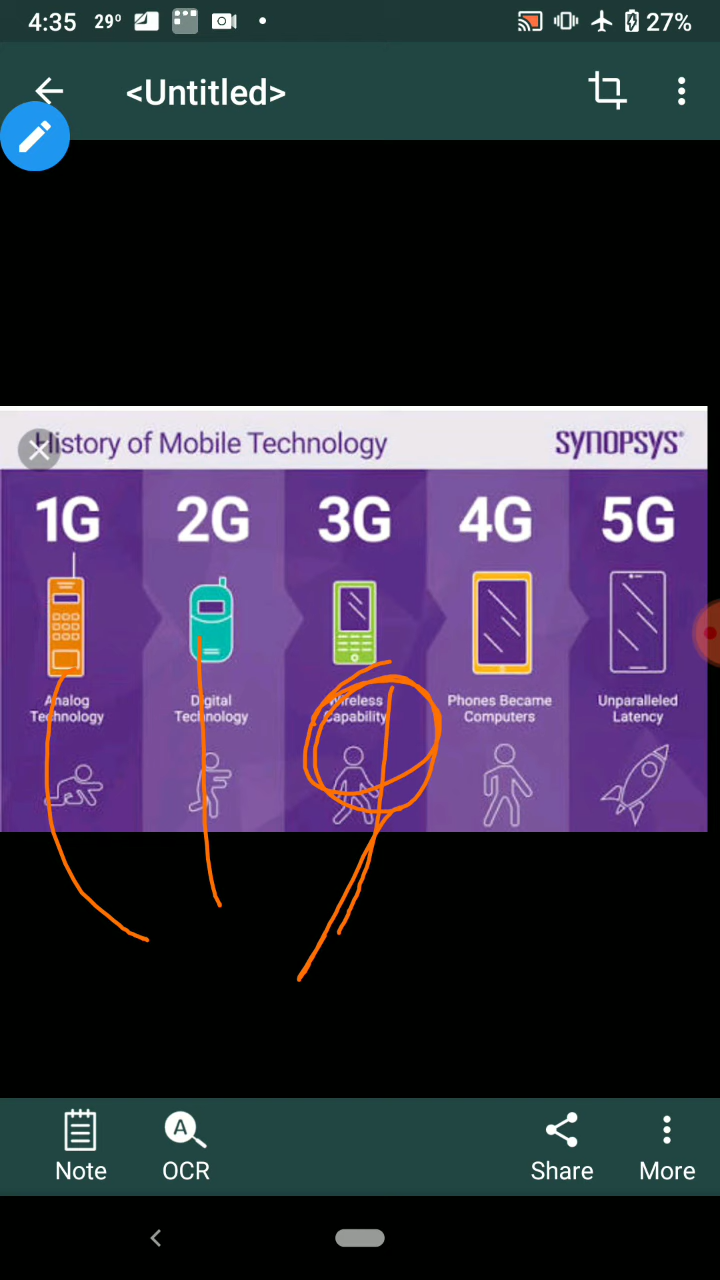 4:35 29° 27%
<Untitled>
History of Mobile Technology SYNOPSYS®
1G 2G 3G 4G 5G
Analog Technology
Digital Technology
Wireless Capability
Phones Became Computers
Unparalleled Latency
A
Note OCR Share More